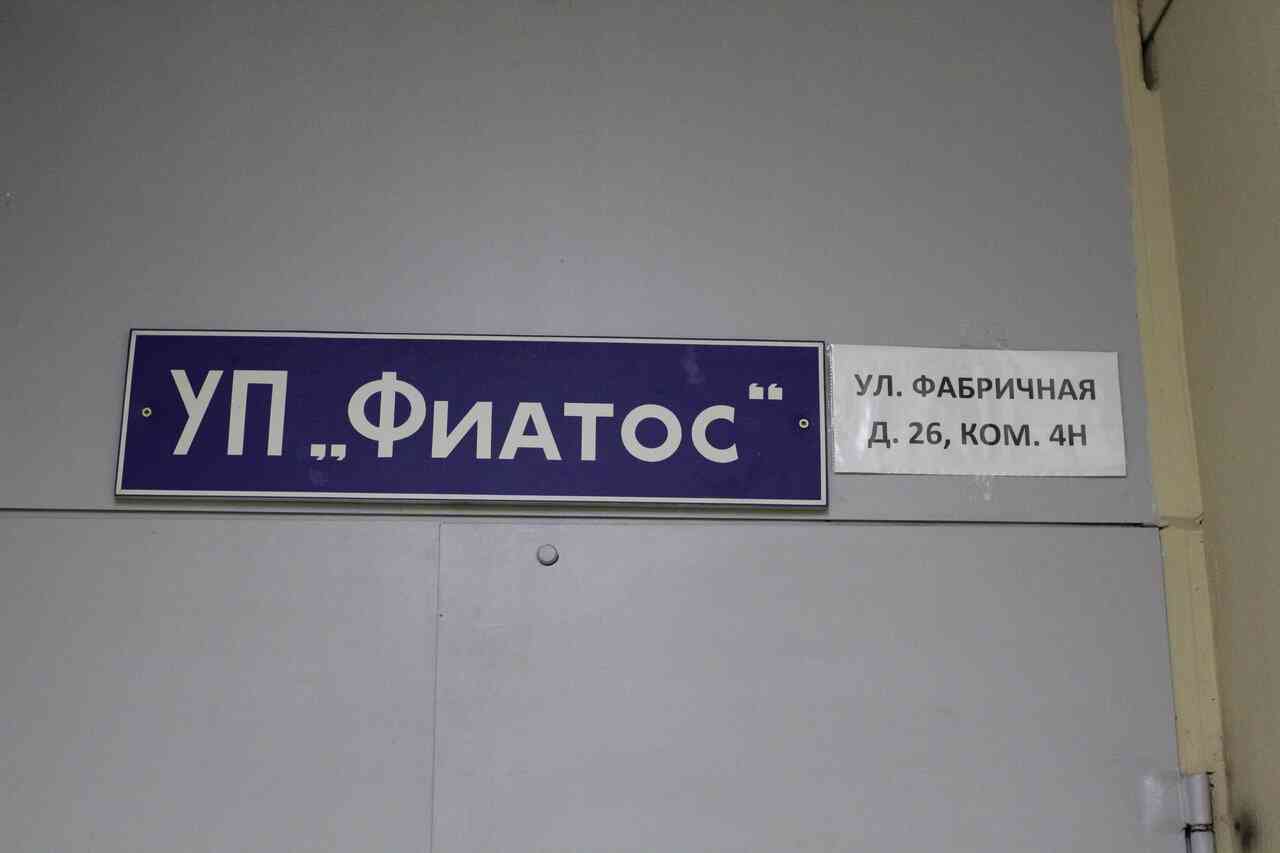 УП „Фиатос“
УЛ. ФАБРИЧНАЯ
Д. 26, КОМ. 4Н